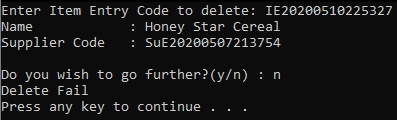 Enter Item Entry Code to delete: IE20200510225327
Name          : Honey Star Cereal
Supplier Code  : SuE20200507213754

Do you wish to go further?(y/n) : n
Delete Fail
Press any key to continue . . .